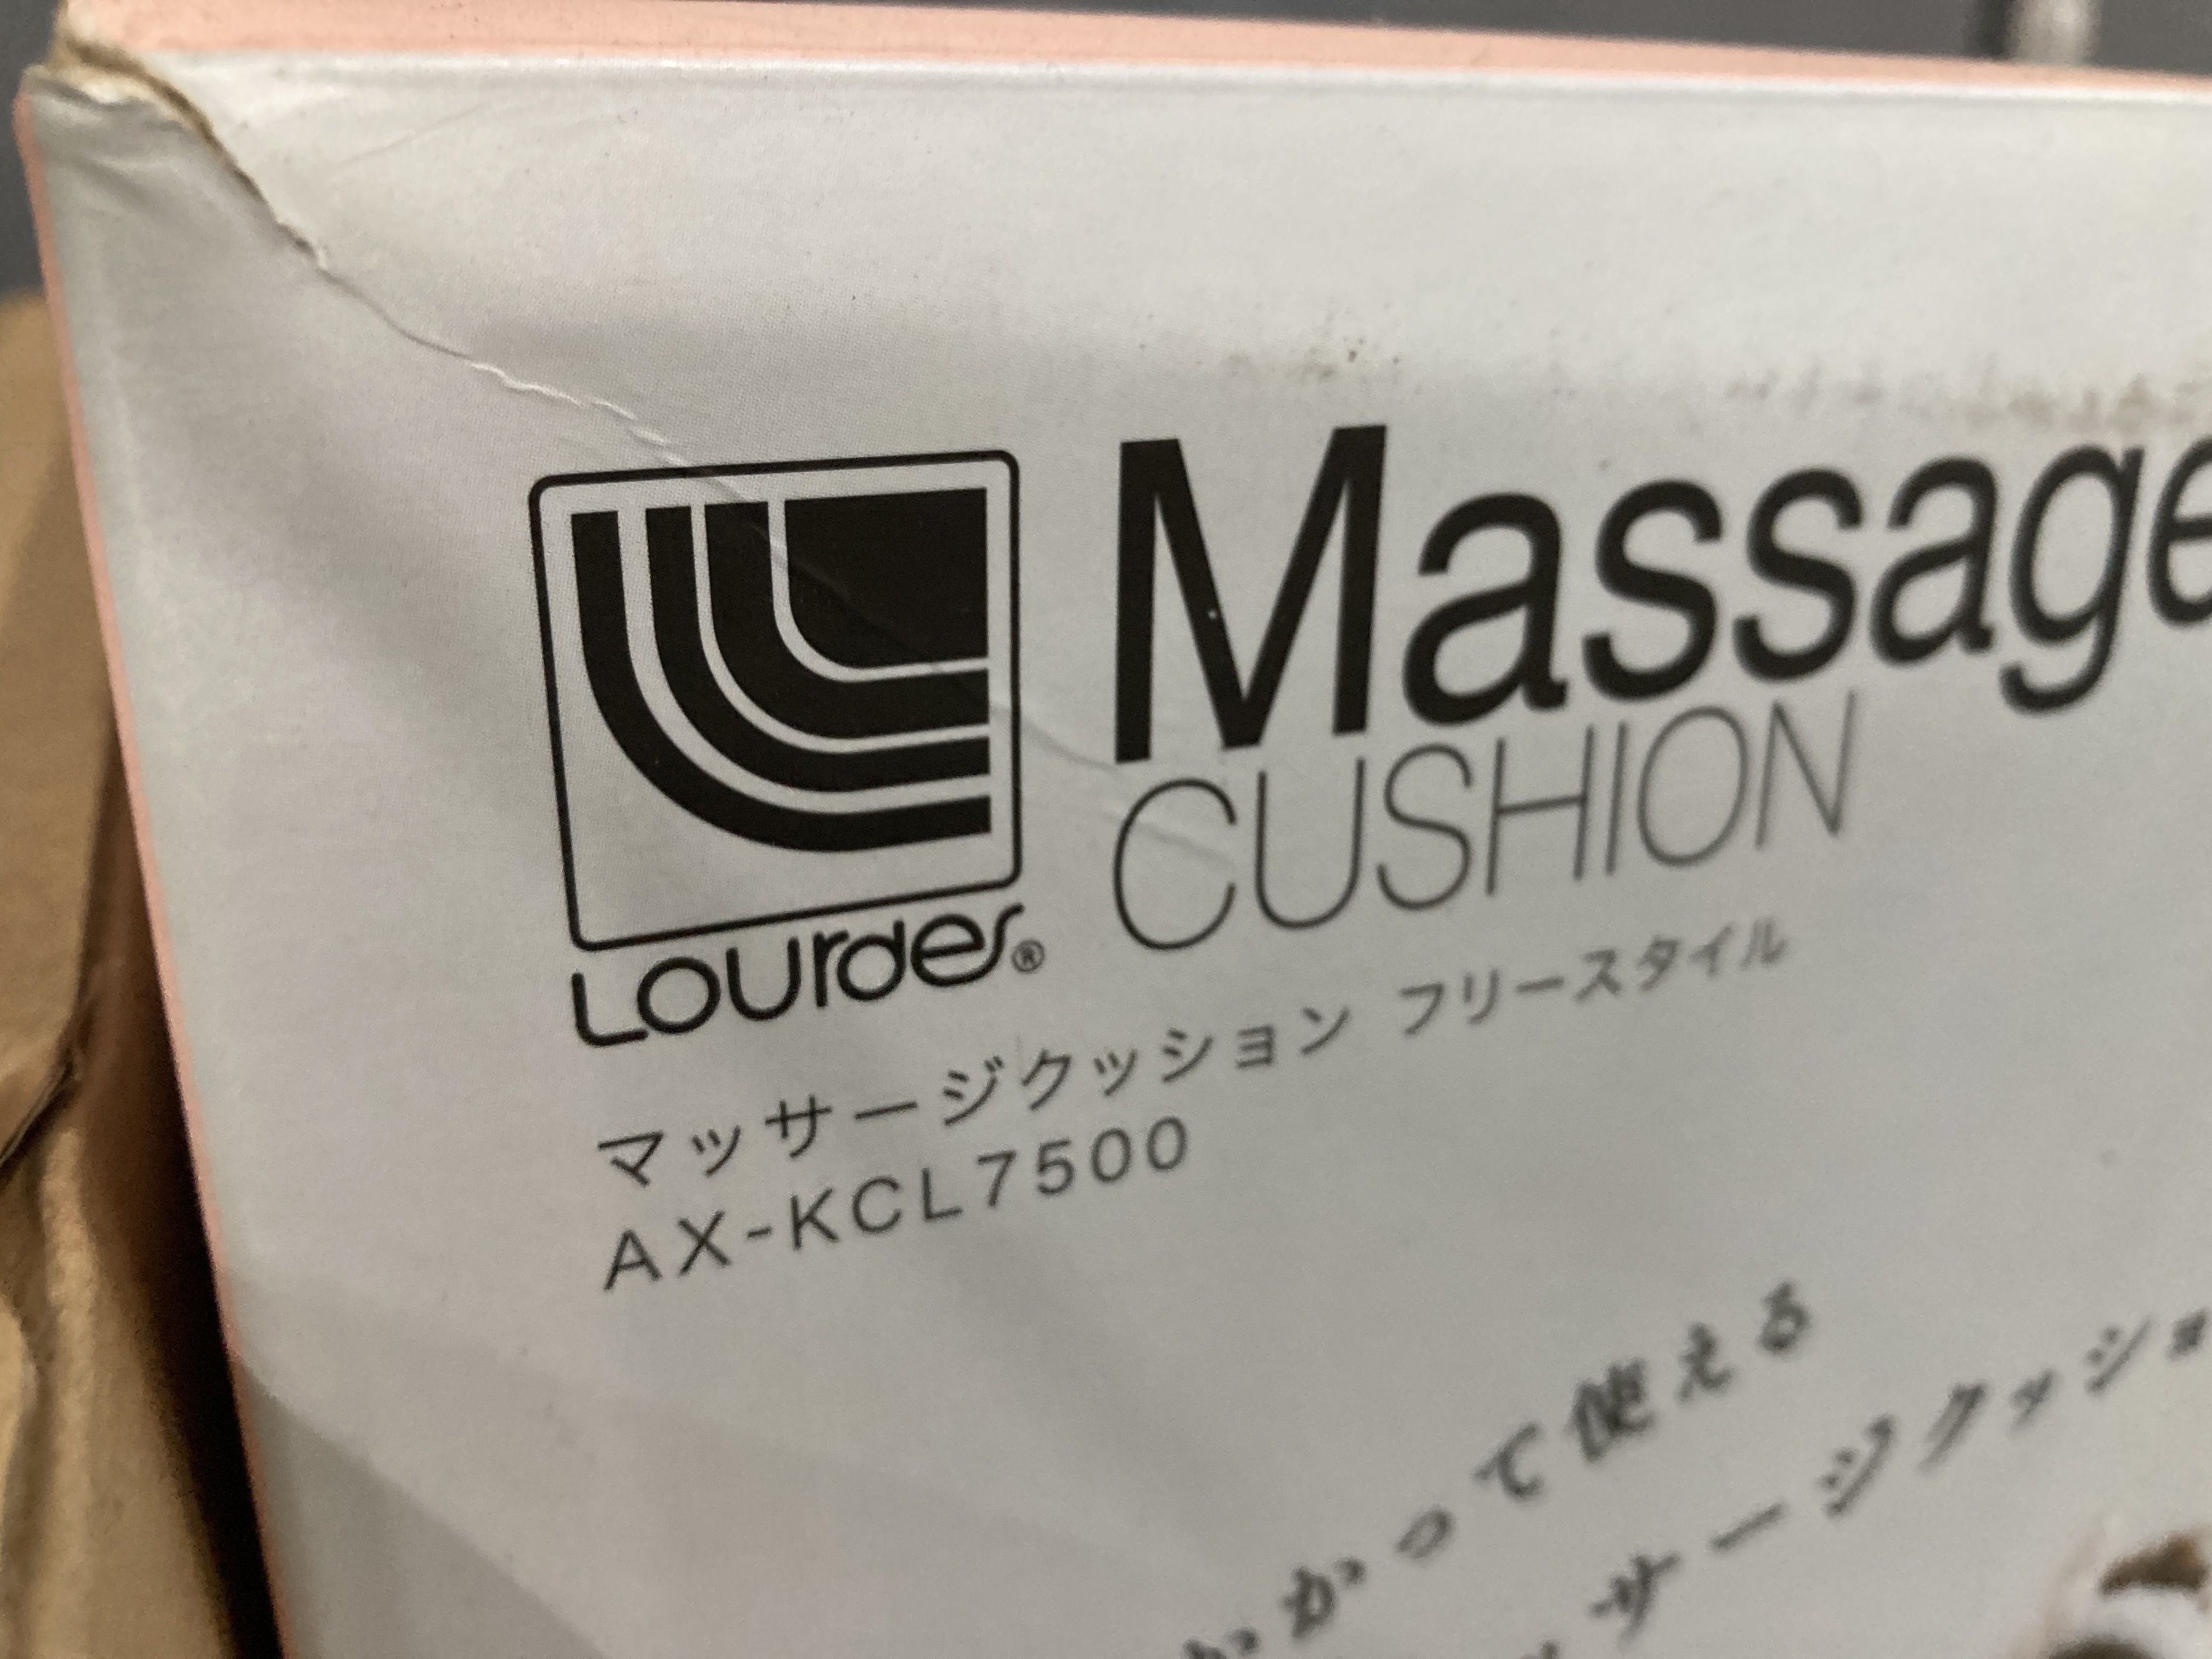 Massage
CUSHION
Lourdes®
マッサージクッション フリースタイル
AX-KCL7500
かって使える
サージクッショ